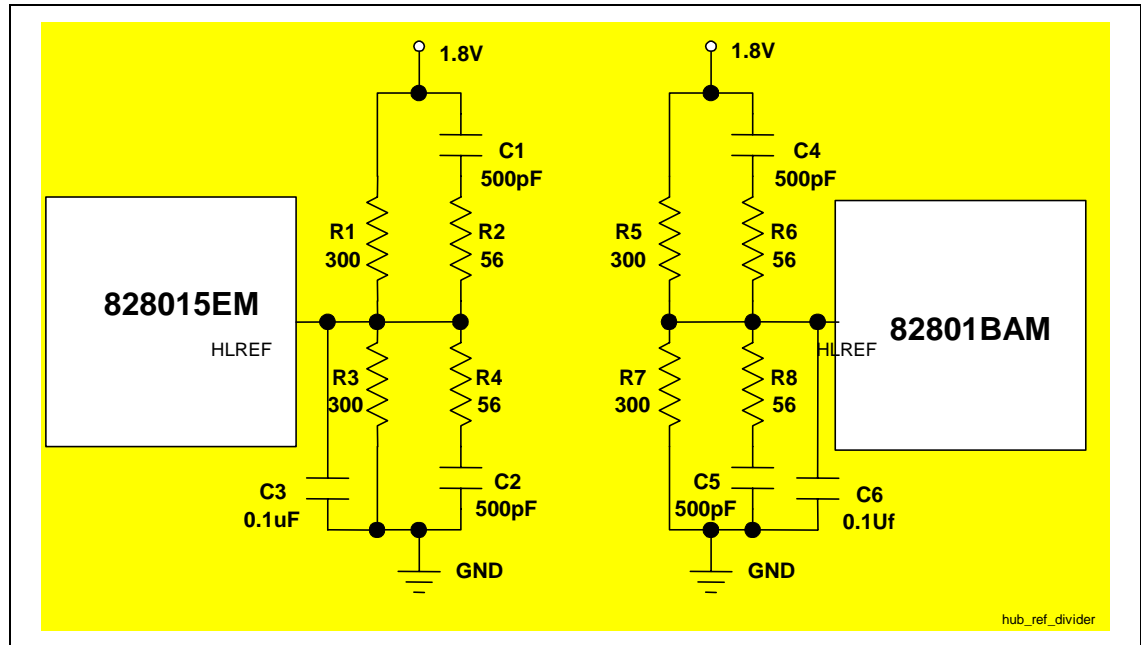 1.8V
1.8V
C1
500pF
C4
500pF
R1
300
R2
56
R5
300
R6
56
828015EM
HLREF
82801BAM
HLREF
R3
300
R4
56
R7
300
R8
56
C3
0.1uF
C2
500pF
C5
500pF
C6
0.1Uf
GND
GND
hub_ref_divider